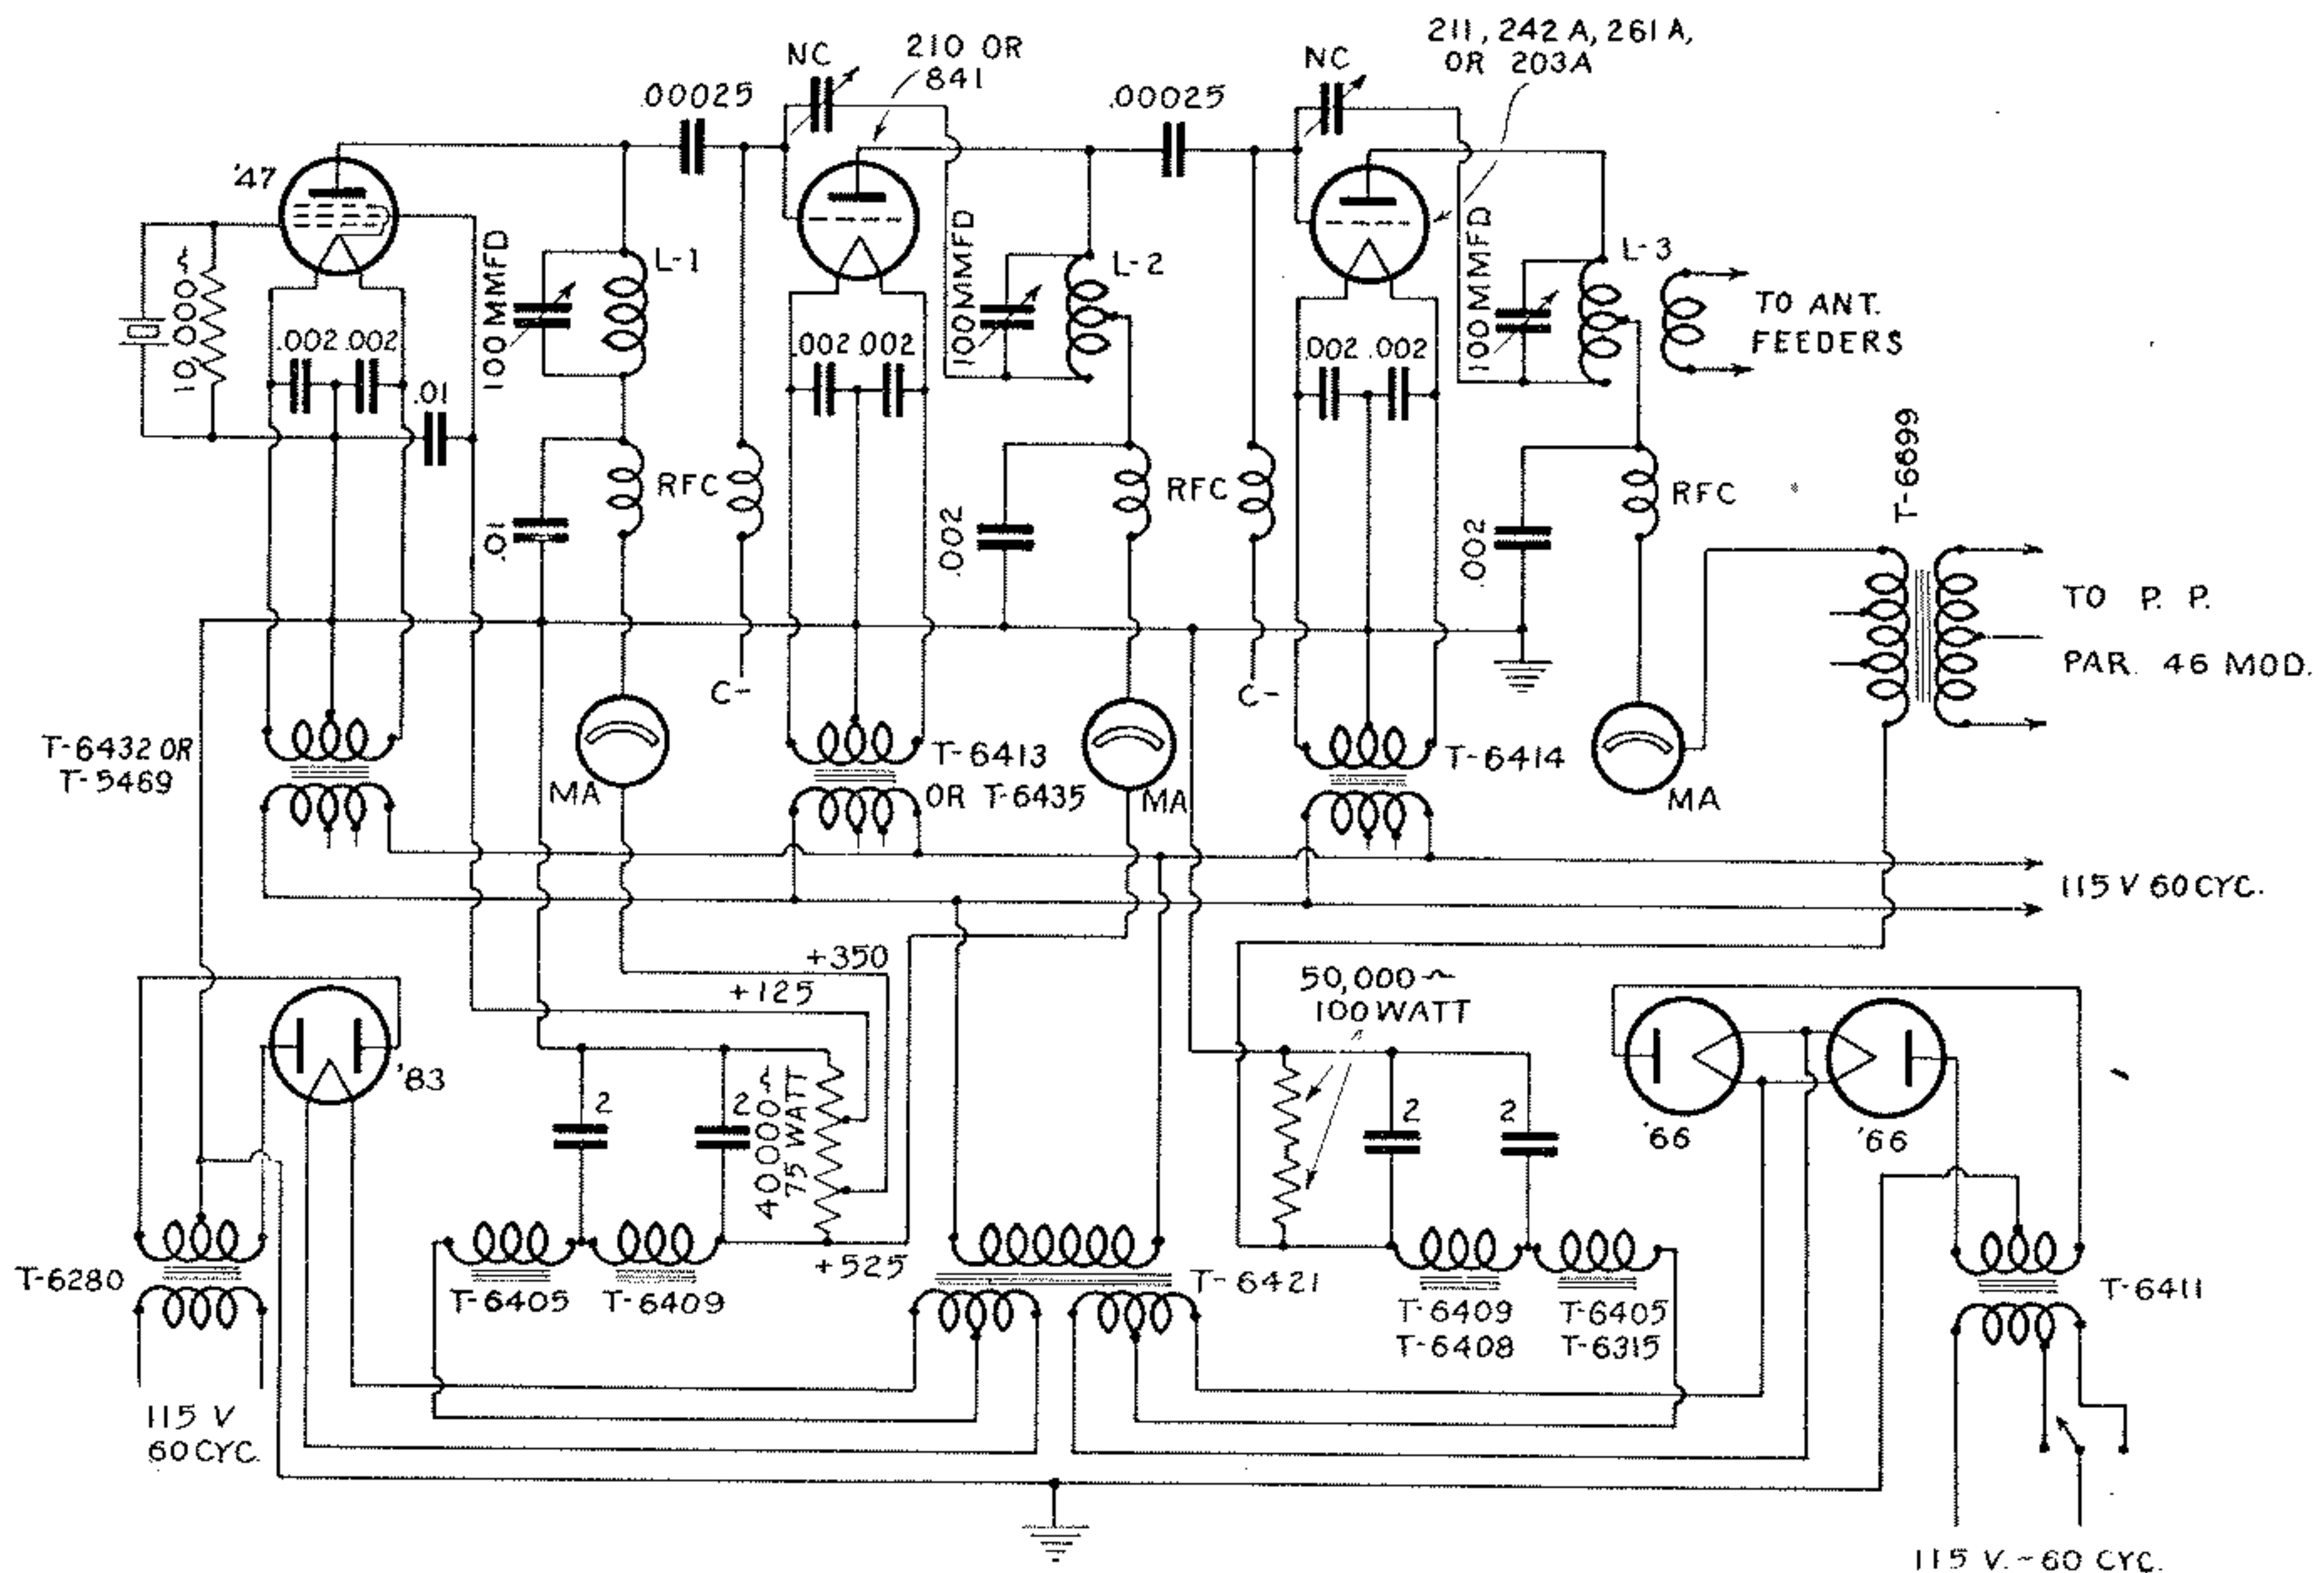 211, 242 A, 261 A,
OR 203A
NC
210 OR
841
NC
.00025
.00025
'47
10,000
100 MMFD
L-1
100 MMFD
L-2
100 MMFD
L-3
TO ANT.
FEEDERS
.002 .002
.01
.002 002
002 .002
RFC
RFC
RFC
.01
.002
.002
T-6699
TO P. P.
PAR. 46 MOD.
C-
C-
T-6432 OR
T-5469
MA
T-6413
OR T-6435
MA
T-6414
MA
115 V 60 CYC.
+350
+125
50,000 ~
100 WATT
'83
2
2
40000
75 WATT
2
2
'66
'66
+525
T-6280
T-6405
T-6409
T-6421
T-6409
T-6408
T-6405
T-6315
T-6411
115 V
60 CYC.
115 V. - 60 CYC.